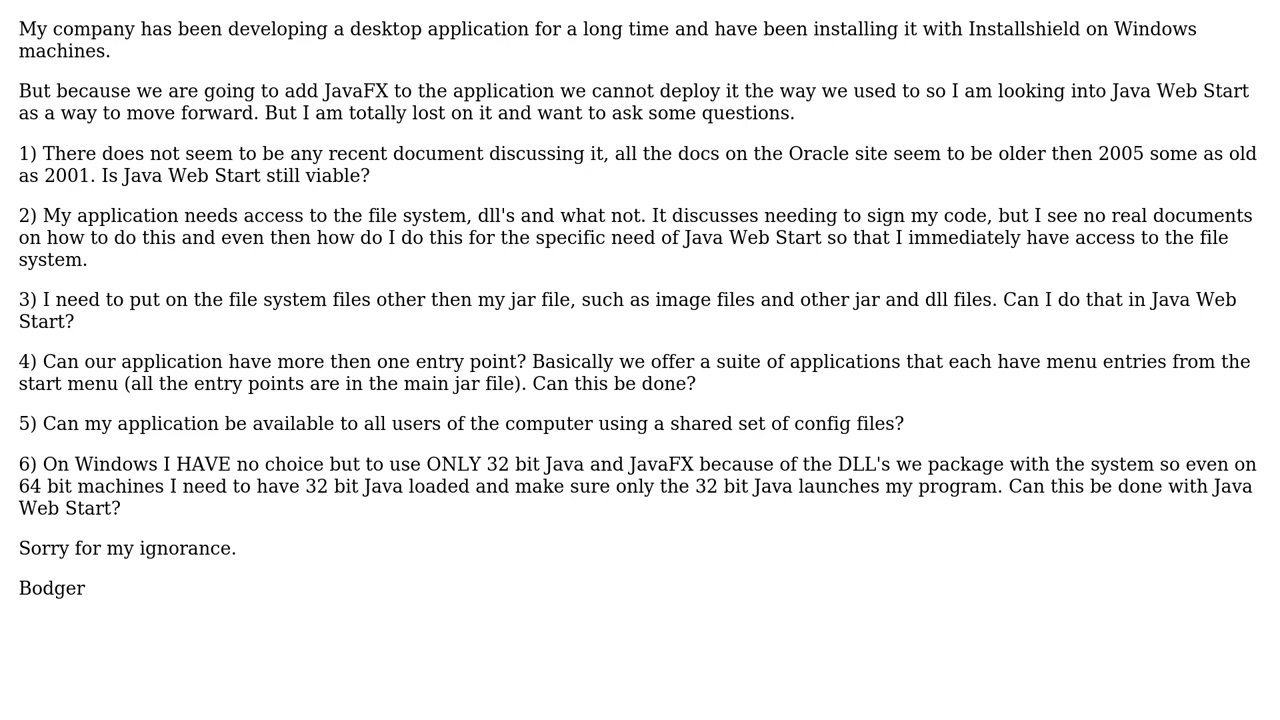 My company has been developing a desktop application for a long time and have been installing it with Installshield on Windows
machines.
But because we are going to add JavaFX to the application we cannot deploy it the way we used to so I am looking into Java Web Start
as a way to move forward. But I am totally lost on it and want to ask some questions.
1) There does not seem to be any recent document discussing it, all the docs on the Oracle site seem to be older then 2005 some as old
as 2001. Is Java Web Start still viable?
2) My application needs access to the file system, dll's and what not. It discusses needing to sign my code, but I see no real documents
on how to do this and even then how do I do this for the specific need of Java Web Start so that I immediately have access to the file
system.
3) I need to put on the file system files other then my jar file, such as image files and other jar and dll files. Can I do that in Java Web
Start?
4) Can our application have more then one entry point? Basically we offer a suite of applications that each have menu entries from the
start menu (all the entry points are in the main jar file). Can this be done?
5) Can my application be available to all users of the computer using a shared set of config files?
6) On Windows I HAVE no choice but to use ONLY 32 bit Java and JavaFX because of the DLL's we package with the system so even on
64 bit machines I need to have 32 bit Java loaded and make sure only the 32 bit Java launches my program. Can this be done with Java
Web Start?
Sorry for my ignorance.
Bodger